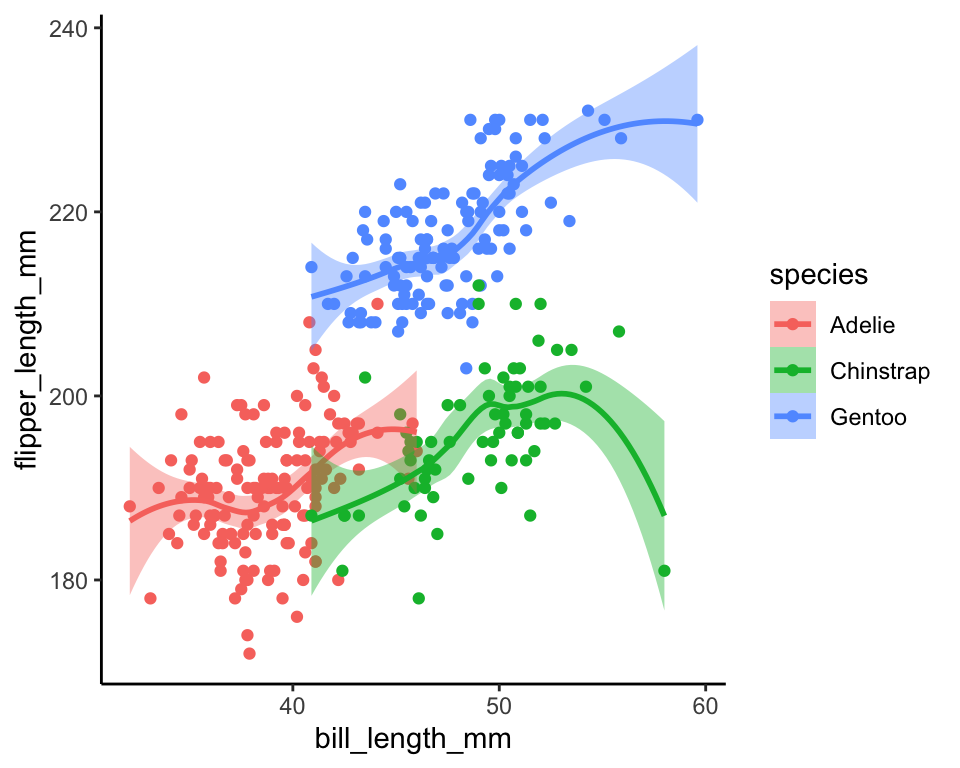 240
220
200
180
flipper_length_mm
40
50
60
bill_length_mm
species
Adelie
Chinstrap
Gentoo